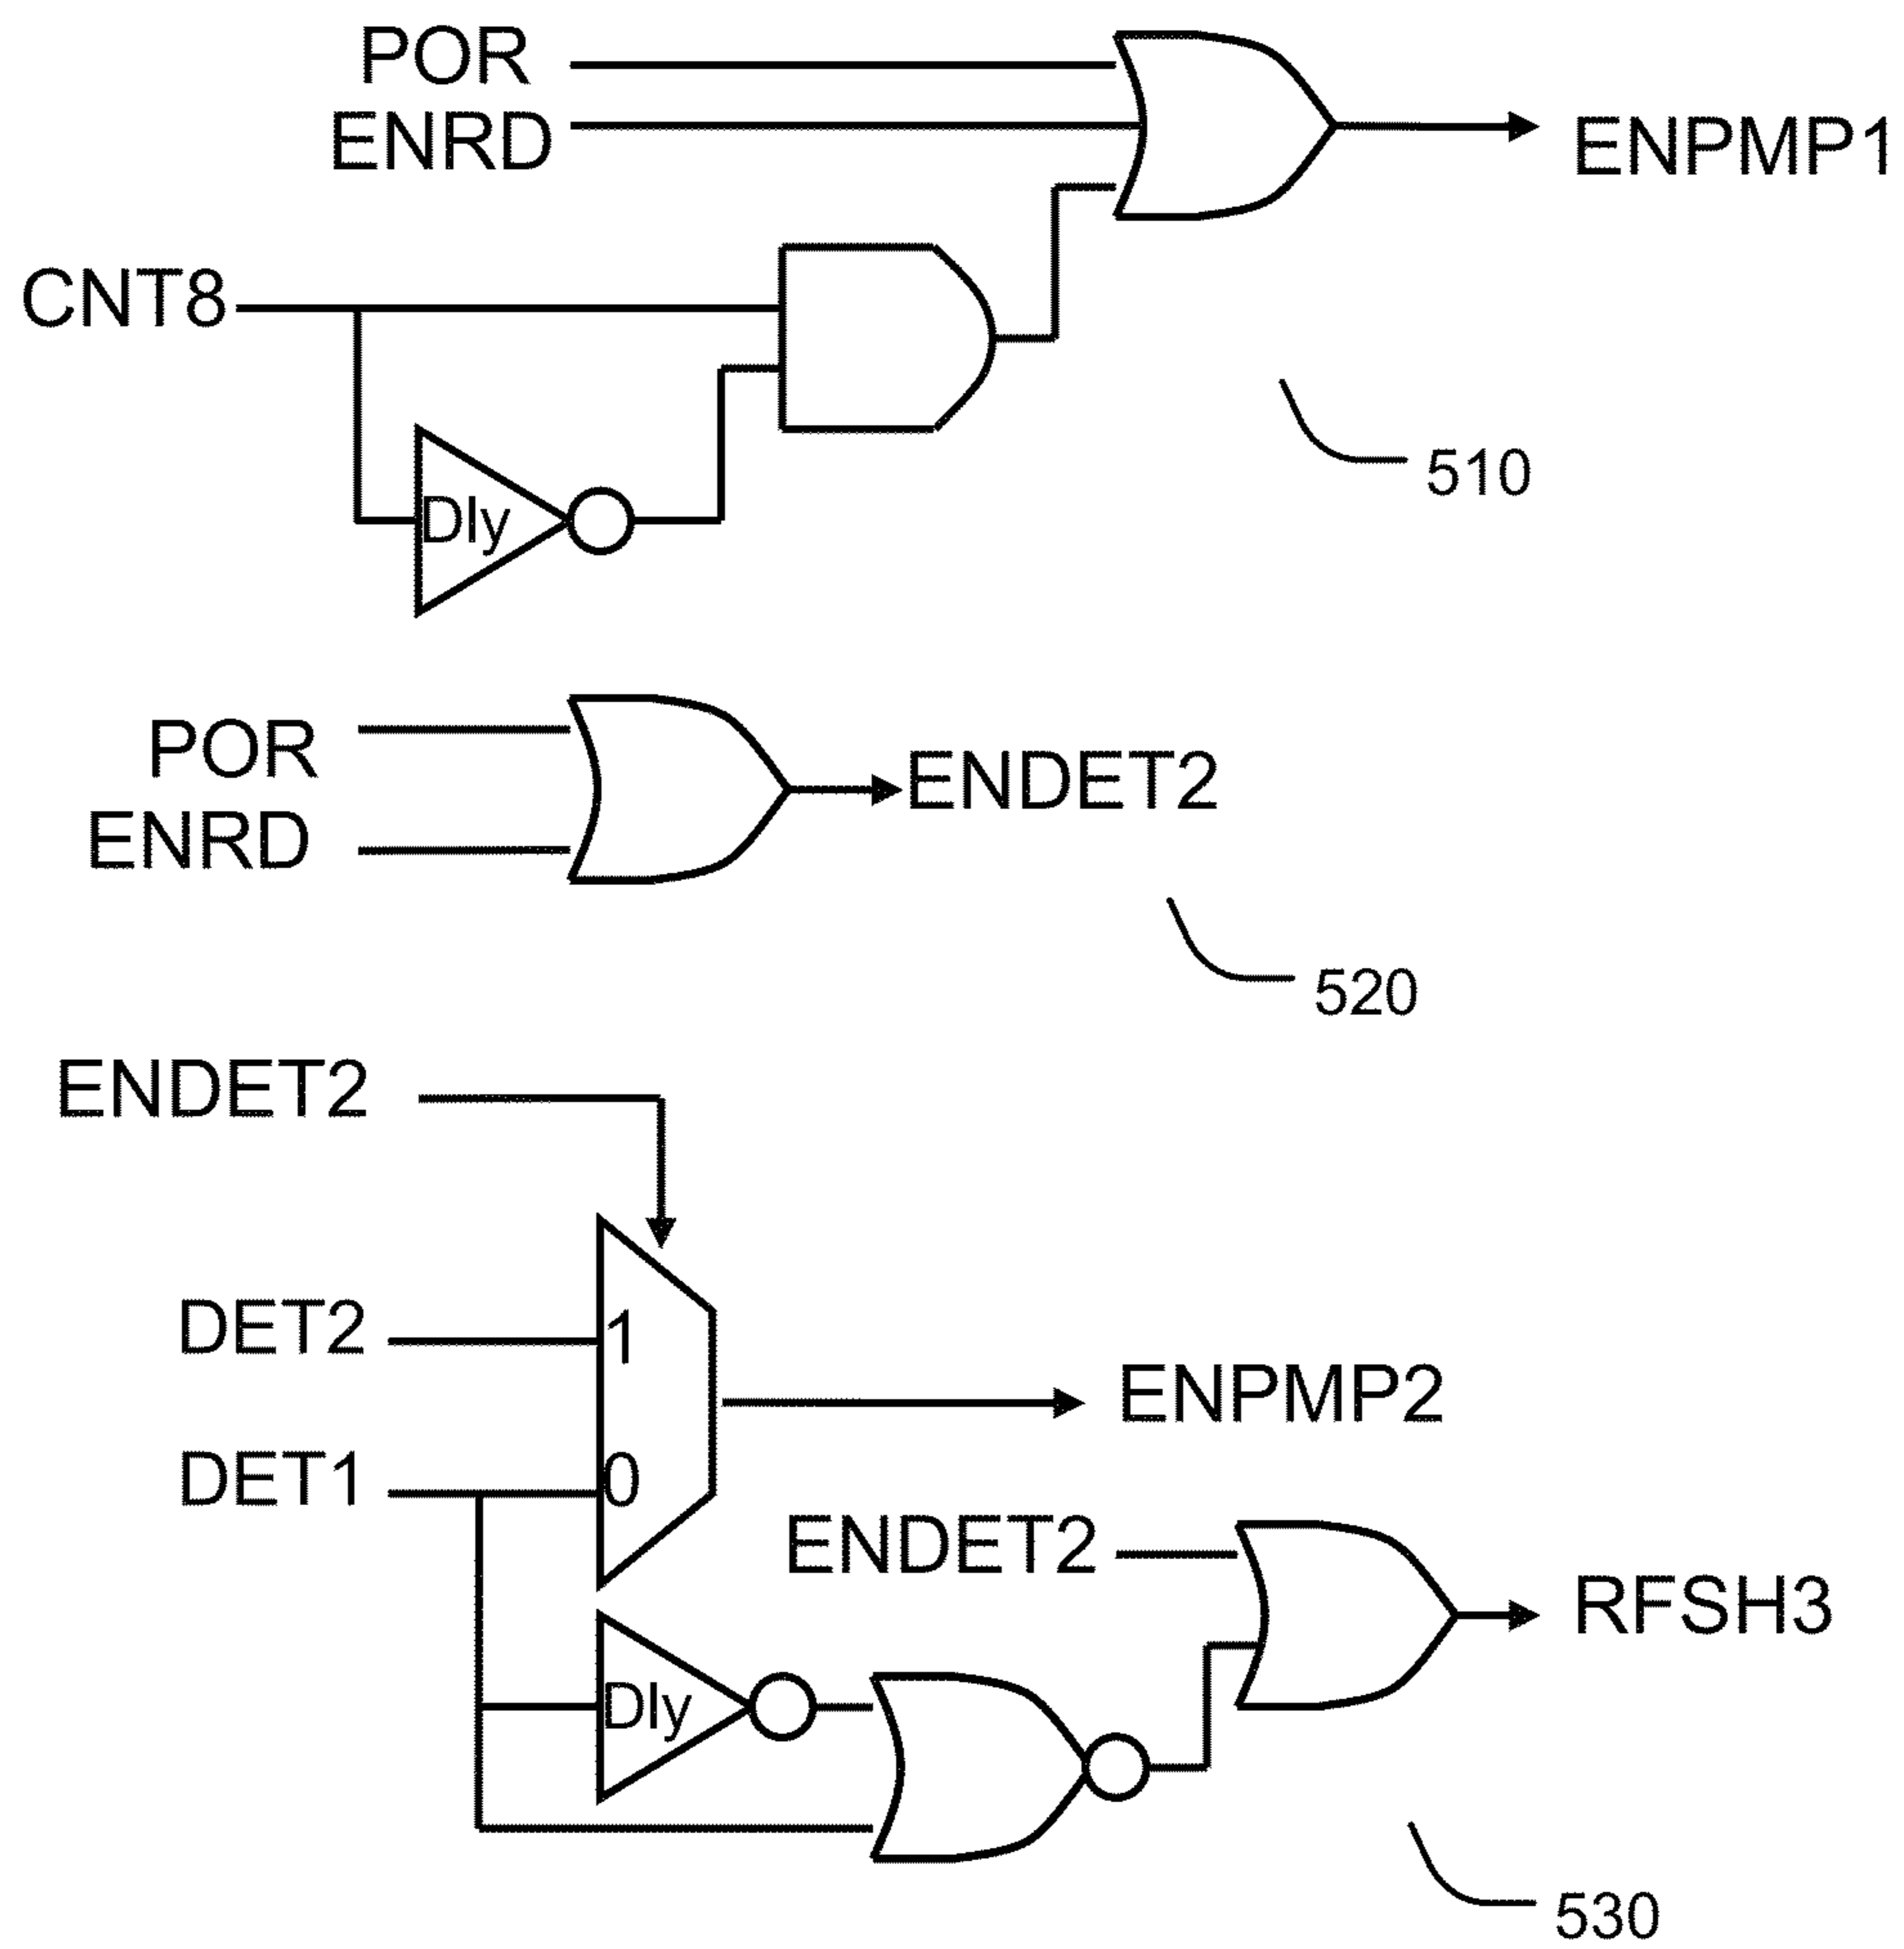 POR
ENRD
ENPMP1
CNT8
Dly
510
POR
ENRD
ENDET2
520
ENDET2
DET2
1
ENPMP2
DET1
0
ENDET2
RFSH3
Dly
530